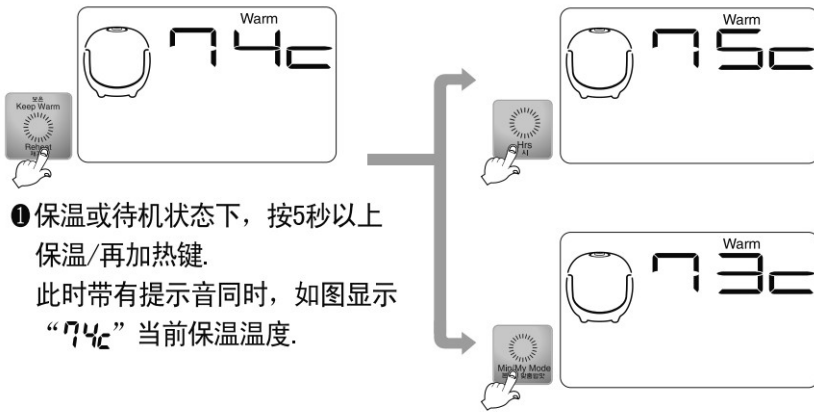 Warm
74c
보온
Keep Warm
Reheat
❶保温或待机状态下，按5秒以上
保温/再加热键.
此时带有提示音同时，如图显示
“74c”当前保温温度.
Warm
75c
Hrs
시
Warm
73c
Min/My Mode